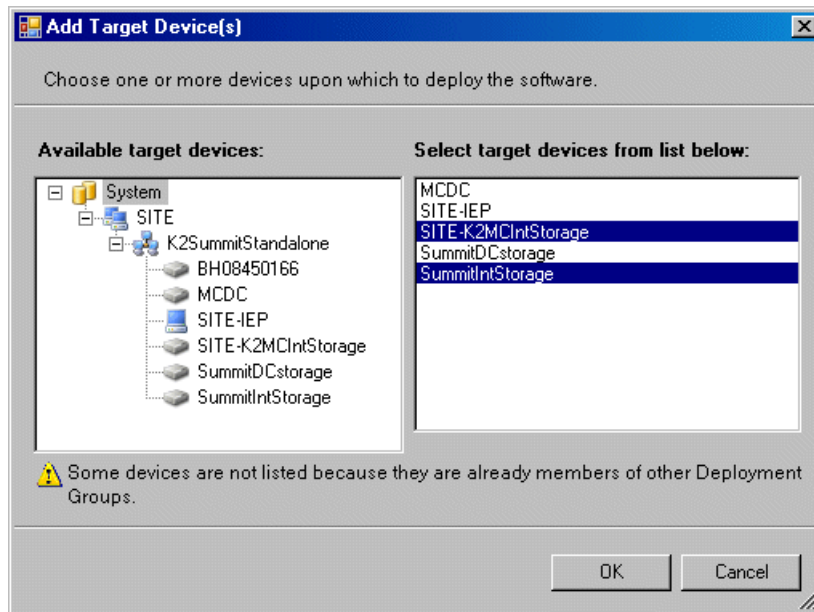 Add Target Device(s)
Choose one or more devices upon which to deploy the software.
Available target devices:
System
SITE
K2SummitStandalone
BH08450166
MCDC
SITE-IEP
SITE-K2MCIntStorage
SummitDCstorage
SummitIntStorage
Select target devices from list below:
MCDC
SITE-IEP
SITE-K2MCIntStorage
SummitDCstorage
SummitIntStorage
Some devices are not listed because they are already members of other Deployment
Groups.
OK
Cancel